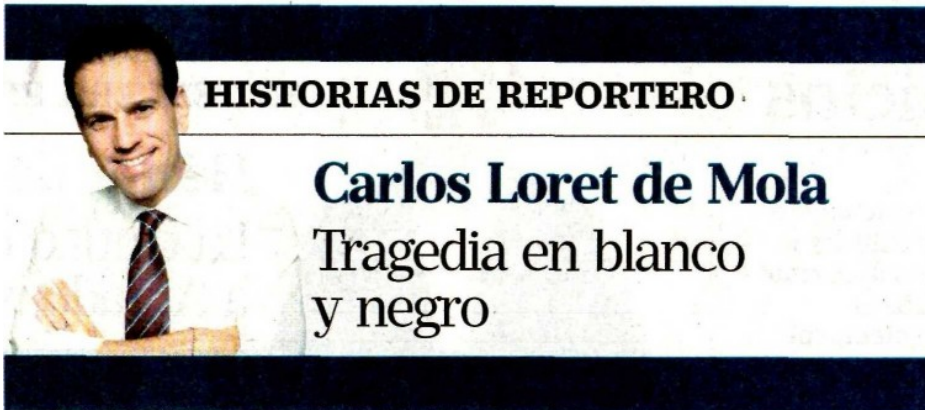 HISTORIAS DE REPORTERO
Carlos Loret de Mola
Tragedia en blanco
y negro